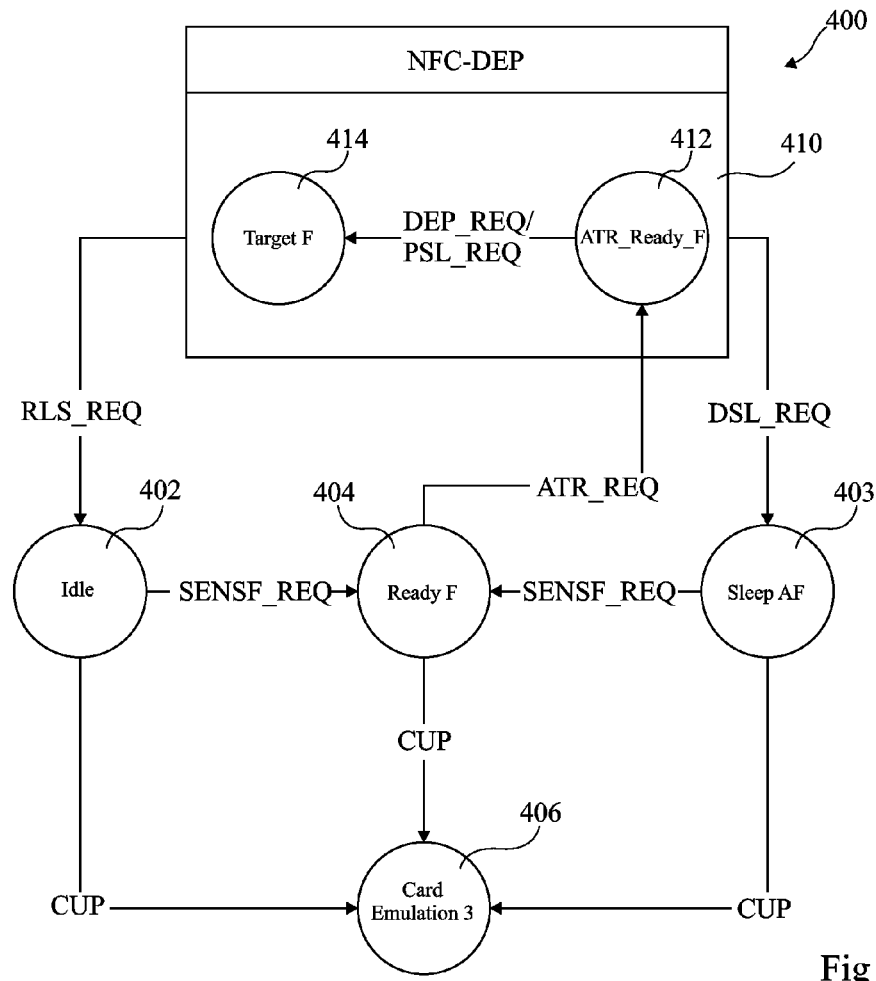 400
NFC-DEP
414
412
410
Target F
DEP_REQ/
PSL_REQ
ATR_Ready_F
RLS_REQ
DSL_REQ
402
404
ATR_REQ
403
Idle
SENSF_REQ
Ready F
SENSF_REQ
Sleep AF
CUP
406
CUP
Card
Emulation 3
CUP
Fig